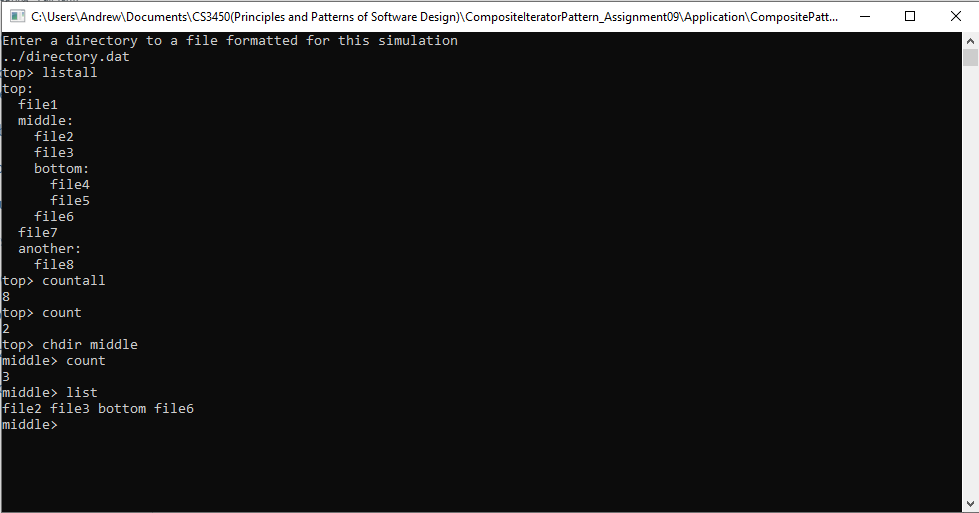 C:\Users\Andrew\Documents\CS3450(Principles and Patterns of Software Design)\CompositeIteratorPattern_Assignment09\Application\CompositePatt...
Enter a directory to a file formatted for this simulation
../directory.dat
top> listall
top:
  file1
  middle:
    file2
    file3
    bottom:
      file4
      file5
    file6
  file7
  another:
    file8
top> countall
8
top> count
2
top> chdir middle
middle> count
3
middle> list
file2 file3 bottom file6
middle>